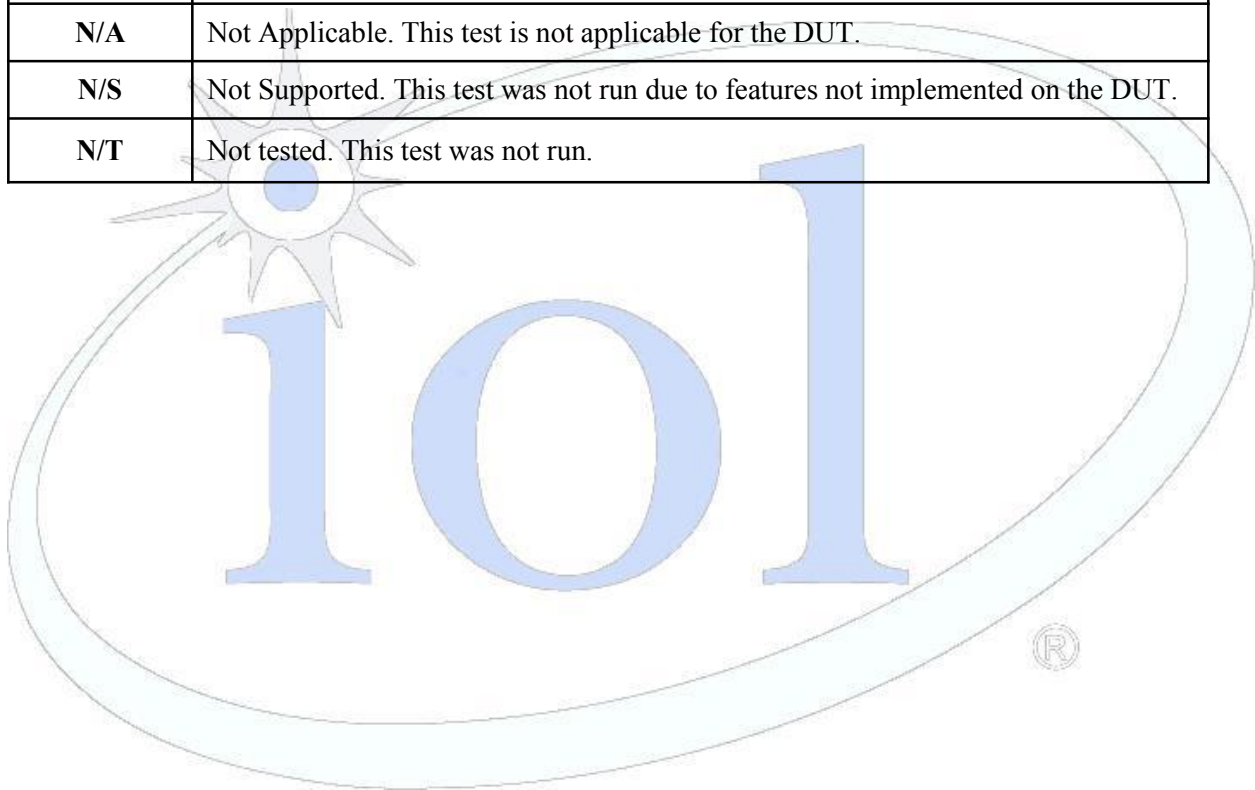 N/A Not Applicable. This test is not applicable for the DUT.
N/S Not Supported. This test was not run due to features not implemented on the DUT.
N/T Not tested. This test was not run.
iol
®